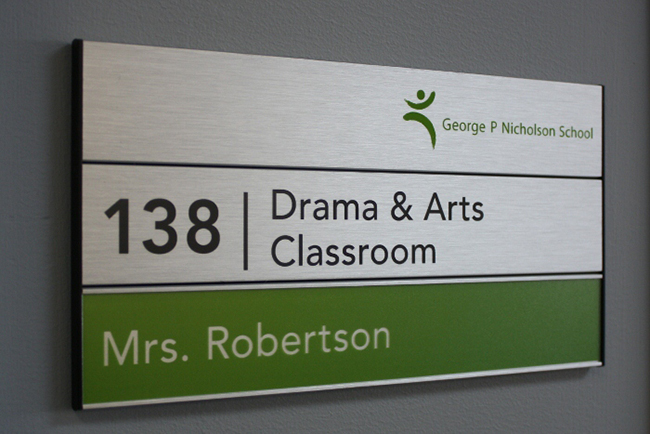 George P Nicholson School
138
Drama & Arts
Classroom
Mrs. Robertson